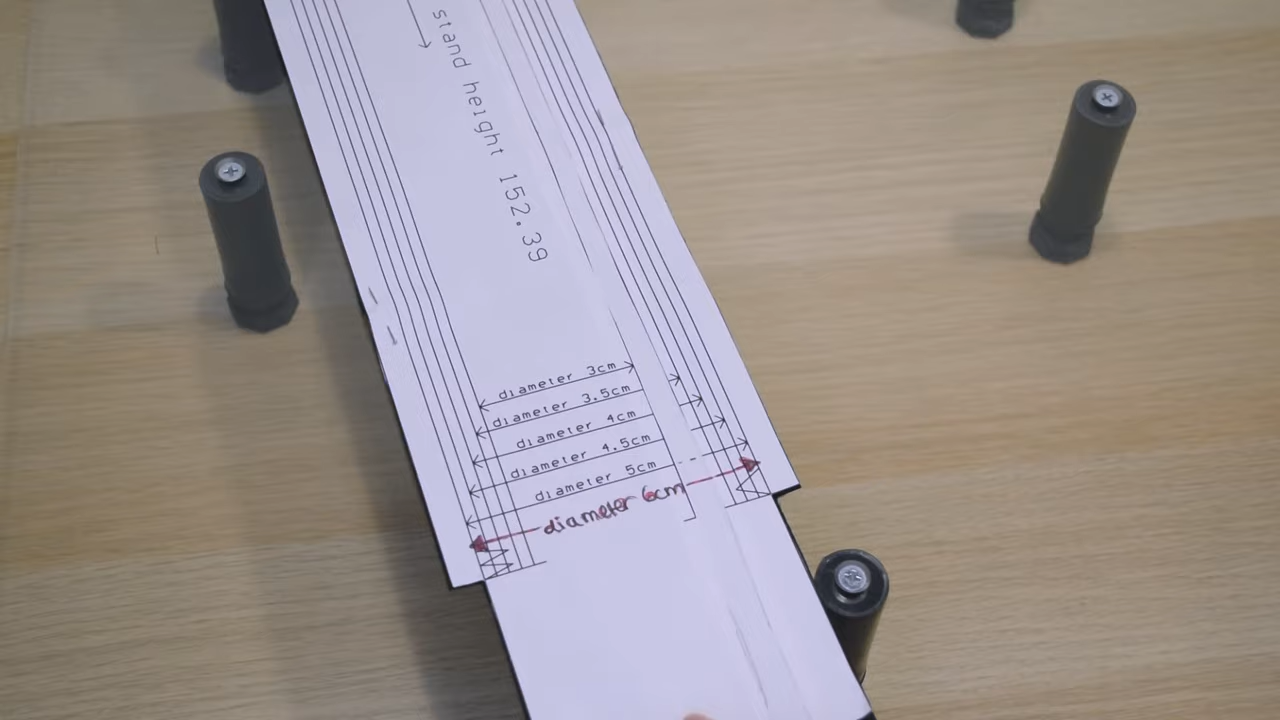 stand height 152.39
diameter 3cm
diameter 3.5cm
diameter 4cm
diameter 4.5cm
diameter 5cm
diameter 6cm